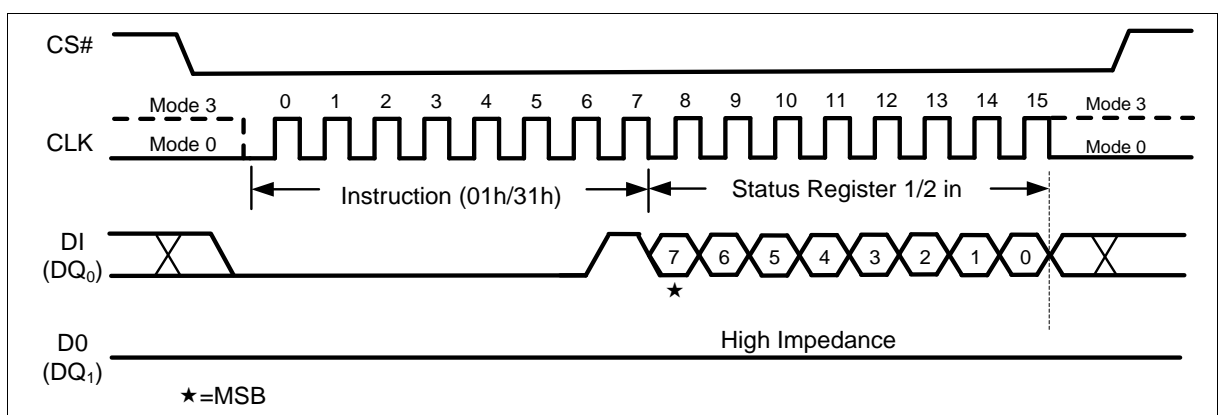 CS#
Mode 3
0 1 2 3 4 5 6 7 8 9 10 11 12 13 14 15
Mode 3
CLK
Mode 0
Mode 0
Instruction (01h/31h)
Status Register 1/2 in
DI
(DQ0)
7 6 5 4 3 2 1 0
★
D0
(DQ1)
High Impedance
★=MSB